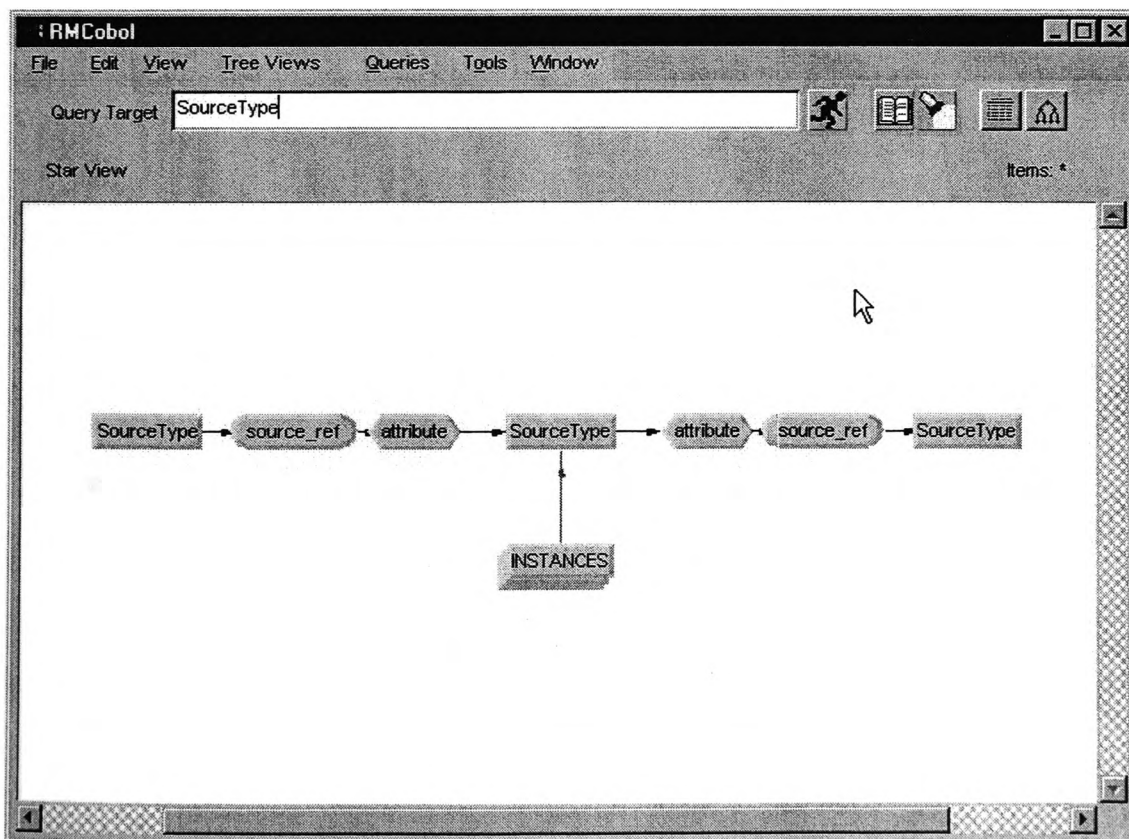 RMCobol
File Edit View Tree Views Queries Tools Window
Query Target SourceType
Star View Items: *
SourceType source_ref attribute SourceType attribute source_ref SourceType
INSTANCES